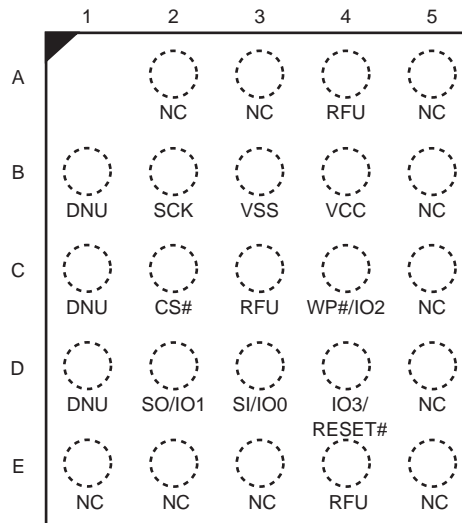 1 2 3 4 5
A
NC NC RFU NC
B
DNU SCK VSS VCC NC
C
DNU CS# RFU WP#/IO2 NC
D
DNU SO/IO1 SI/IO0 IO3/ NC
RESET#
E
NC NC NC RFU NC